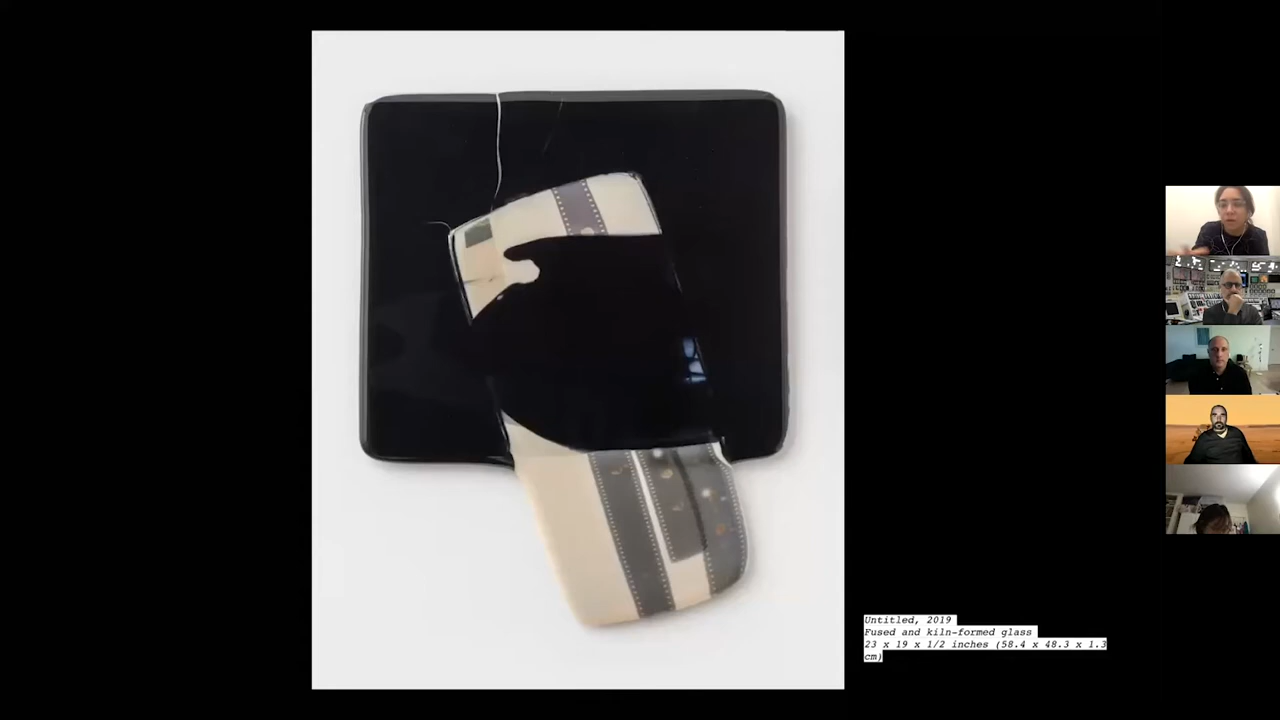 Untitled, 2019
Fused and kiln-formed glass
23 x 19 x 1/2 inches (58.4 x 48.3 x 1.3
cm)